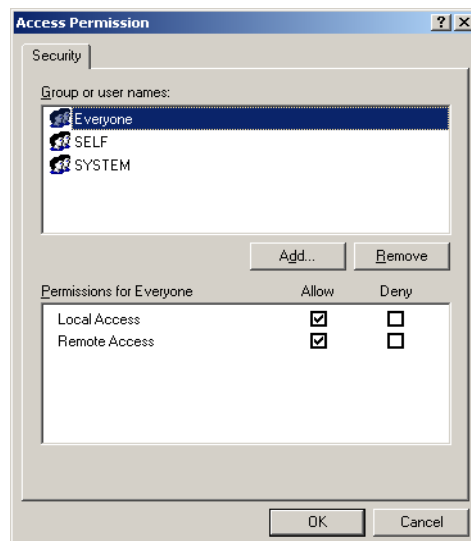 Access Permission
Security
Group or user names:
Everyone
SELF
SYSTEM
Add... Remove
Permissions for Everyone Allow Deny
Local Access
Remote Access
OK Cancel